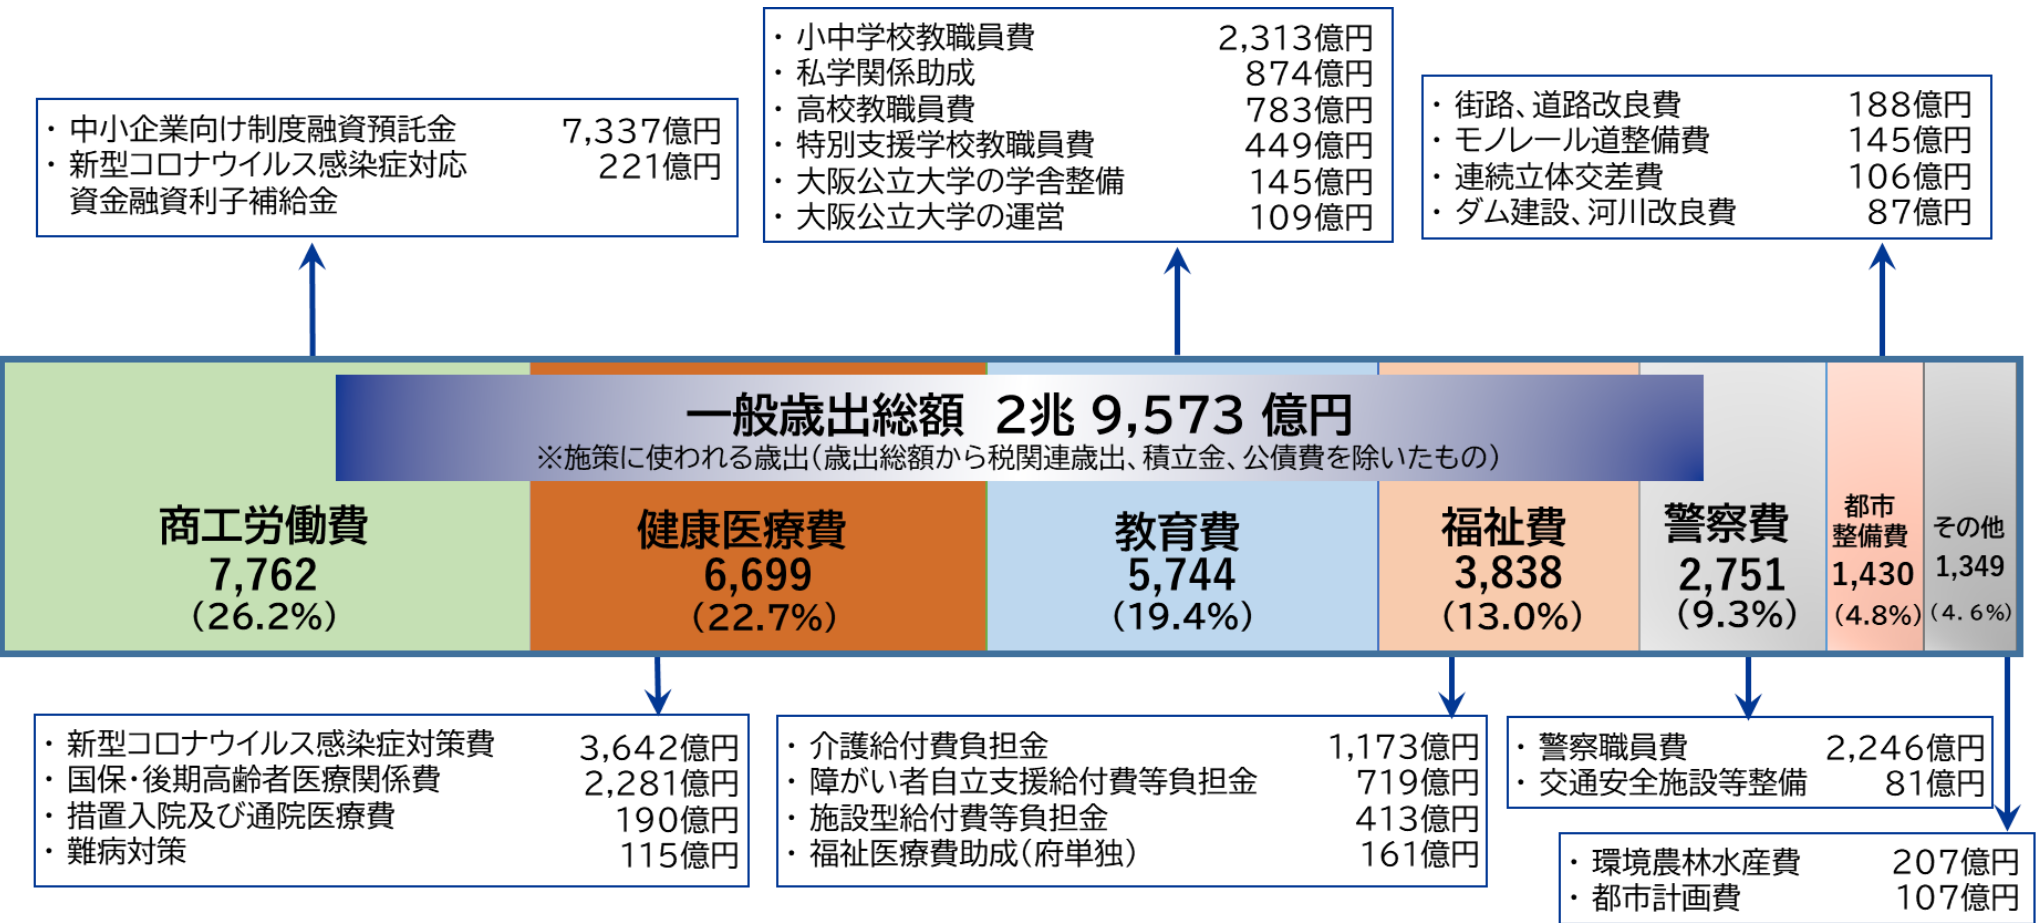 ・ 中小企業向け制度融資預託金 7,337億円
・ 新型コロナウイルス感染症対応 221億円
資金融資利子補給金
・ 小中学校教職員費 2,313億円
・ 私学関係助成 874億円
・ 高校教職員費 783億円
・ 特別支援学校教職員費 449億円
・ 大阪公立大学の学舎整備 145億円
・ 大阪公立大学の運営 109億円
・ 街路、道路改良費 188億円
・ モノレール道整備費 145億円
・ 連続立体交差費 106億円
・ ダム建設、河川改良費 87億円
一般歳出総額 2兆 9,573 億円
※施策に使われる歳出(歳出総額から税関連歳出、積立金、公債費を除いたもの)
商工労働費
7,762
(26.2%)
健康医療費
6,699
(22.7%)
教育費
5,744
(19.4%)
福祉費
3,838
(13.0%)
警察費
2,751
(9.3%)
都市
整備費
1,430
(4.8%)
その他
1,349
(4.6%)
・ 新型コロナウイルス感染症対策費 3,642億円
・ 国保・後期高齢者医療関係費 2,281億円
・ 措置入院及び通院医療費 190億円
・ 難病対策 115億円
・ 介護給付費負担金 1,173億円
・ 障がい者自立支援給付費等負担金 719億円
・ 施設型給付費等負担金 413億円
・ 福祉医療費助成(府単独) 161億円
・ 警察職員費 2,246億円
・ 交通安全施設等整備 81億円
・ 環境農林水産費 207億円
・ 都市計画費 107億円